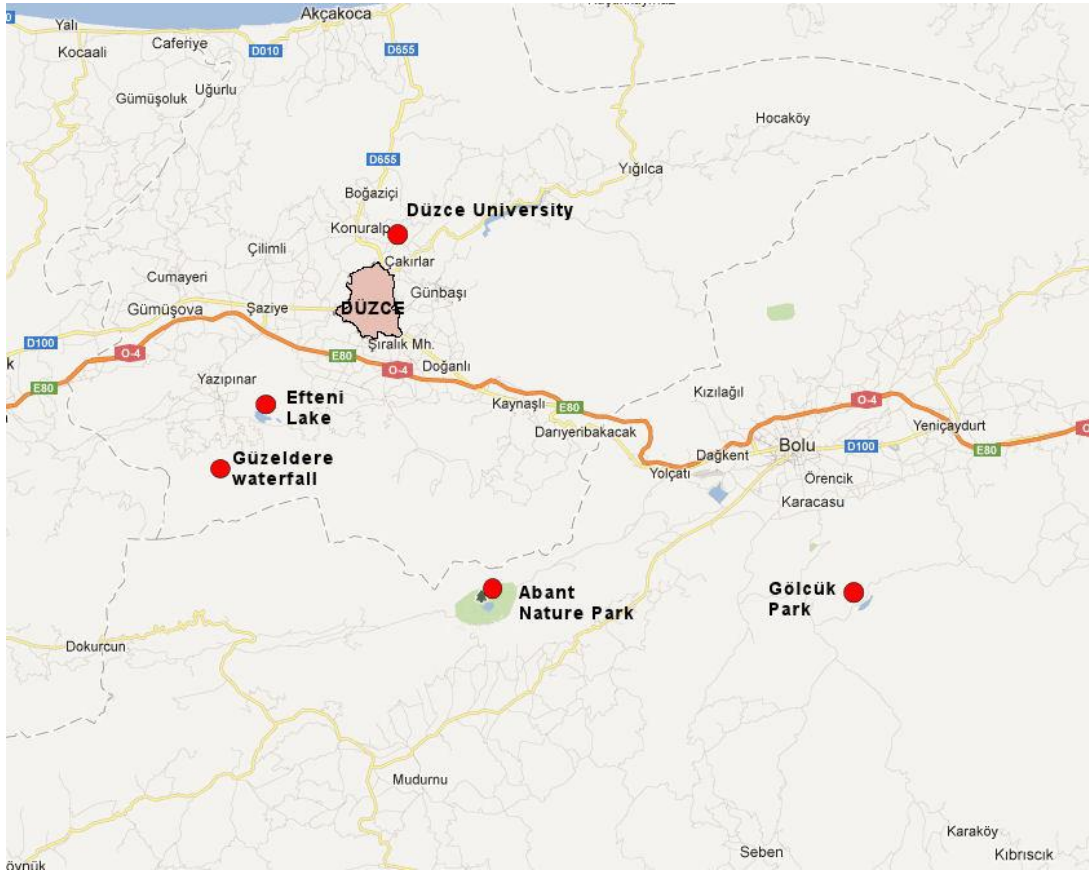 Akçakoca
Yalı
Caferiye
Kocaali
D010
D655
Uğurlu
Gümüşoluk
Hocaköy
D655
Yığılca
Boğaziçi
Düzce University
Konuralp
Çilimli
Çakırlar
Cumayeri
Günbaşı
DÜZCE
Gümüşova
Şaziye
D100
O-4
Şıralık Mh.
E80
O-4
Doğanlı
E80
Yazıpınar
Kızılağıl
O-4
Efteni
Lake
Kaynaşlı
E80
Yeniçaydurt
Darıyeribakacak
Bolu
D100
E80
Dağkent
Güzeldere
waterfall
Yolçatı
Örencik
Karacasu
Abant
Nature Park
Gölcük
Park
Dokurcun
Mudurnu
Karaköy
Seben
Kıbrıscık